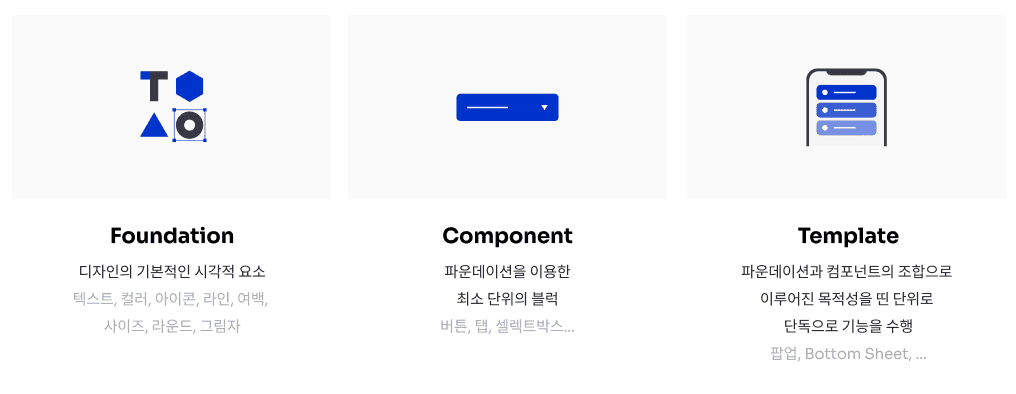 Foundation
디자인의 기본적인 시각적 요소
텍스트, 컬러, 아이콘, 라인, 여백,
사이즈, 라운드, 그림자
Component
파운데이션을 이용한
최소 단위의 블럭
버튼, 탭, 셀렉트박스...
Template
파운데이션과 컴포넌트의 조합으로
이루어진 목적성을 띤 단위로
단독으로 기능을 수행
팝업, Bottom Sheet, ...